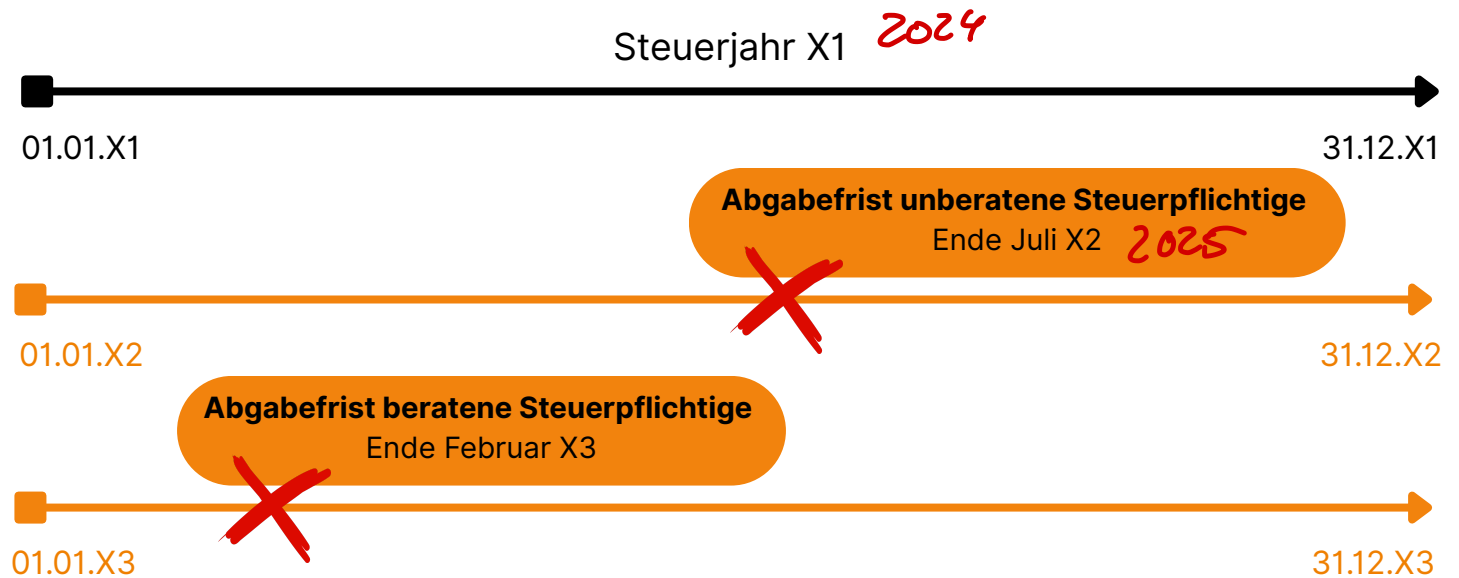 Steuerjahr X1 2024
01.01.X1 31.12.X1
Abgabefrist unberatene Steuerpflichtige
Ende Juli X2 2025
01.01.X2 31.12.X2
Abgabefrist beratene Steuerpflichtige
Ende Februar X3
01.01.X3 31.12.X3